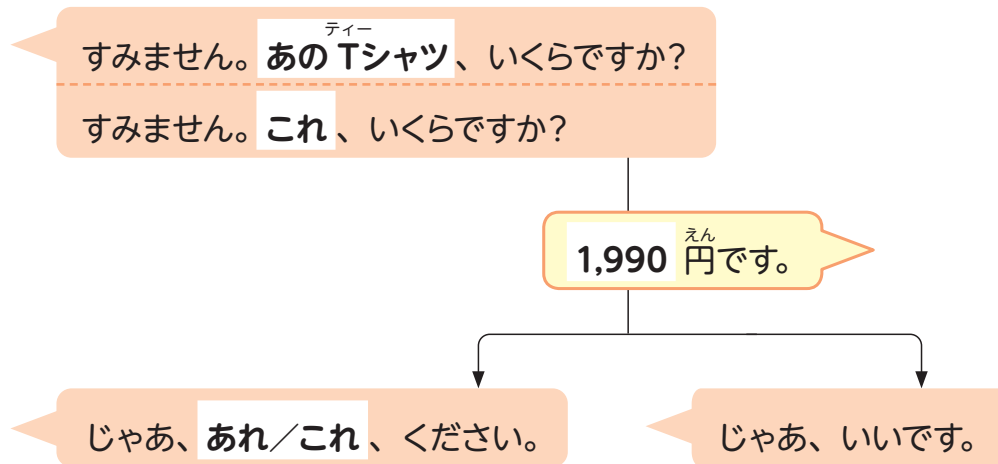 ティー
すみません。あの Tシャツ、いくらですか?
すみません。これ、いくらですか?
えん
1,990 円です。
じゃあ、あれ／これ、ください。
じゃあ、いいです。